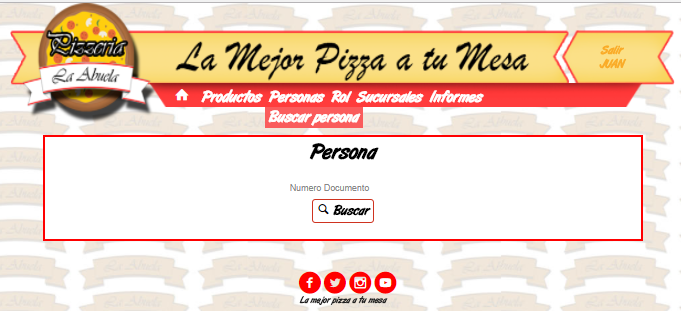 Pizzeria
La Abuela
La Mejor Pizza a tu Mesa
Salir
JUAN
Productos Personas Rol Sucursales Informes
Buscar persona
Persona
Numero Documento
Buscar
La mejor pizza a tu mesa